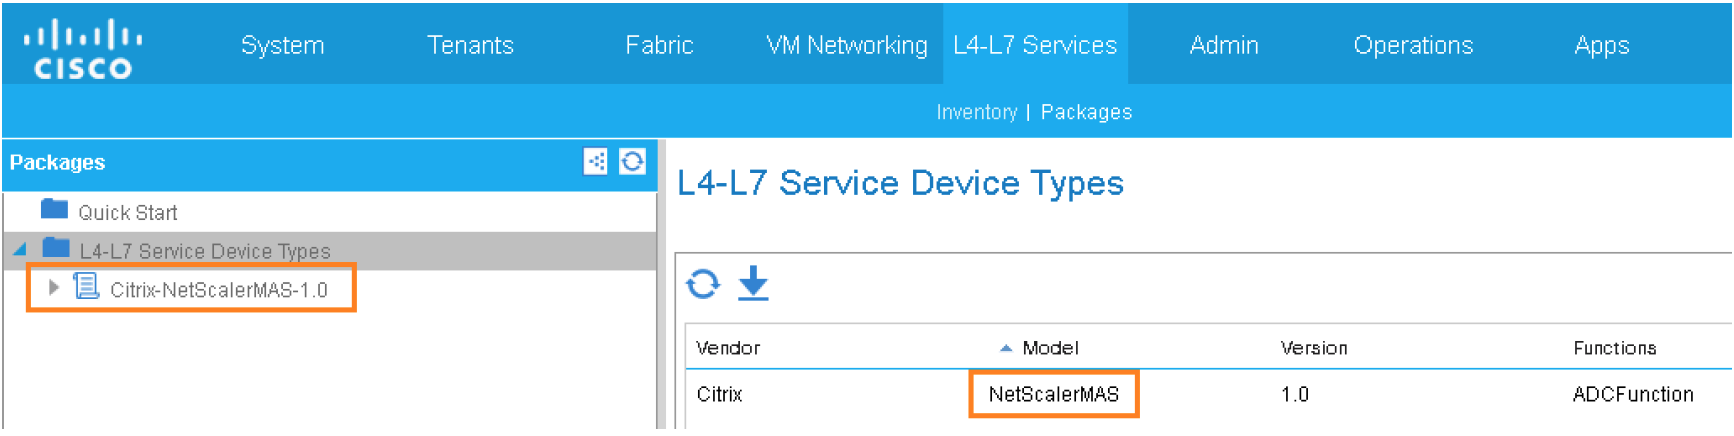 System Tenants Fabric VM Networking L4-L7 Services Admin Operations Apps
CISCO
Inventory | Packages
Packages
Quick Start
L4-L7 Service Device Types
Citrix-NetScalerMAS-1.0
L4-L7 Service Device Types
Vendor Model Version Functions
Citrix NetScalerMAS 1.0 ADCFunction